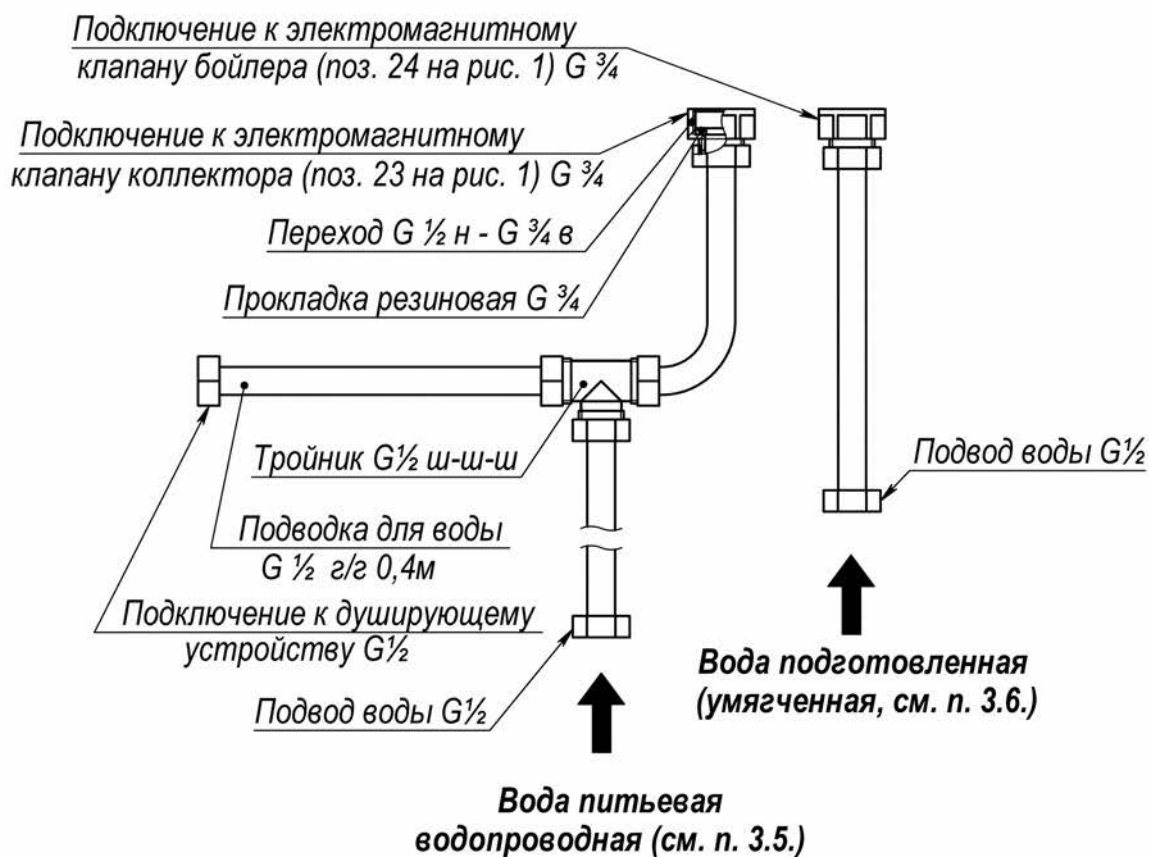 Подключение к электромагнитному
клапану бойлера (поз. 24 на рис. 1) G ¾
Подключение к электромагнитному
клапану коллектора (поз. 23 на рис. 1) G ¾
Переход G ½ н - G ¾ в
Прокладка резиновая G ¾
Тройник G½ ш-ш-ш
Подвод воды G½
Подводка для воды
G ½ г/г 0,4м
Подключение к душирующему
устройству G½
Подвод воды G½
Вода подготовленная
(умягченная, см. п. 3.6.)
Вода питьевая
водопроводная (см. п. 3.5.)